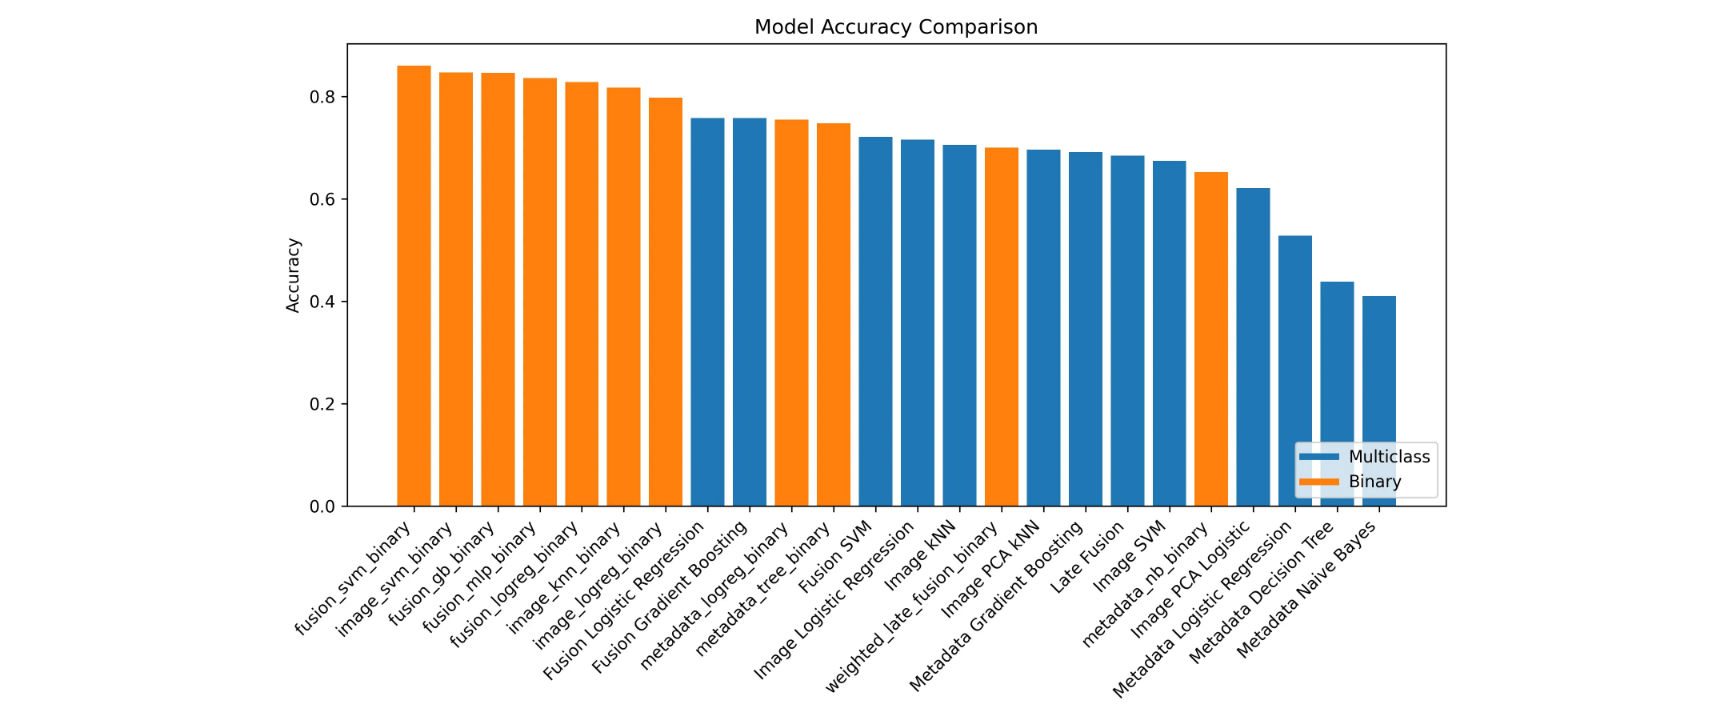 Model Accuracy Comparison
Accuracy
0.8
0.6
0.4
0.2
0.0
Multiclass
Binary
fusion_svm_binary
image_svm_binary
fusion_gb_binary
fusion_mlp_binary
fusion_logreg_binary
image_knn_binary
image_logreg_binary
Fusion Logistic Regression
Fusion Gradient Boosting
metadata_logreg_binary
metadata_tree_binary
Fusion SVM
Image Logistic Regression
Image kNN
weighted_late_fusion_binary
Image PCA kNN
Metadata Gradient Boosting
Late Fusion
Image SVM
metadata_nb_binary
Image PCA Logistic
Metadata Logistic Regression
Metadata Decision Tree
Metadata Naive Bayes